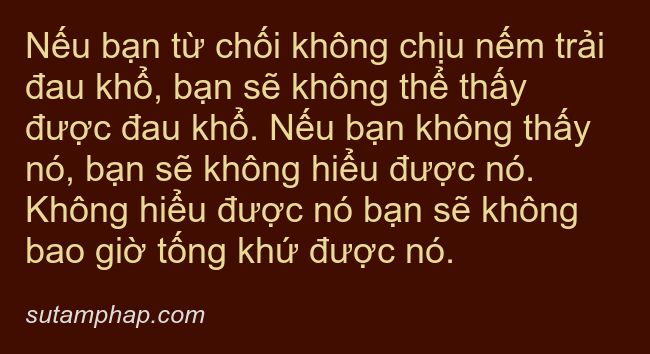 Nếu bạn từ chối không chịu nếm trải
đau khổ, bạn sẽ không thể thấy
được đau khổ. Nếu bạn không thấy
nó, bạn sẽ không hiểu được nó.
Không hiểu được nó bạn sẽ không
bao giờ tống khứ được nó.
sutamphap.com